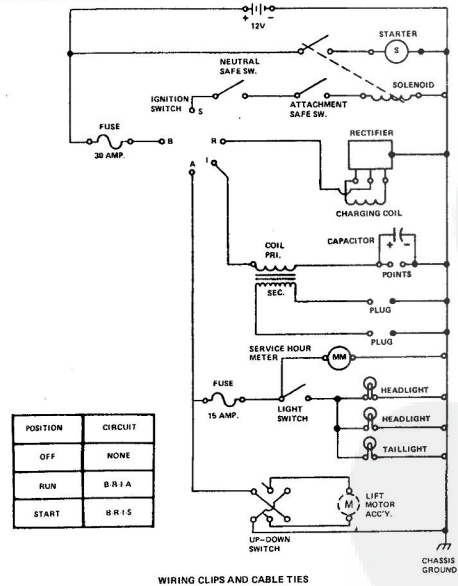 + -
12V
STARTER
S
NEUTRAL
SAFE SW.
SOLENOID
IGNITION
SWITCH
S
ATTACHMENT
SAFE SW.
FUSE
30 AMP.
B
R
A
I
RECTIFIER
CHARGING COIL
CAPACITOR
+ -
COIL
PRI.
POINTS
SEC.
PLUG
PLUG
SERVICE HOUR
METER
MM
FUSE
15 AMP.
LIGHT
SWITCH
HEADLIGHT
HEADLIGHT
TAILLIGHT
POSITION CIRCUIT
OFF NONE
RUN B-R-I-A
START B-R-I-S
M
LIFT
MOTOR
ACC'Y.
UP-DOWN
SWITCH
CHASSIS
GROUND
WIRING CLIPS AND CABLE TIES